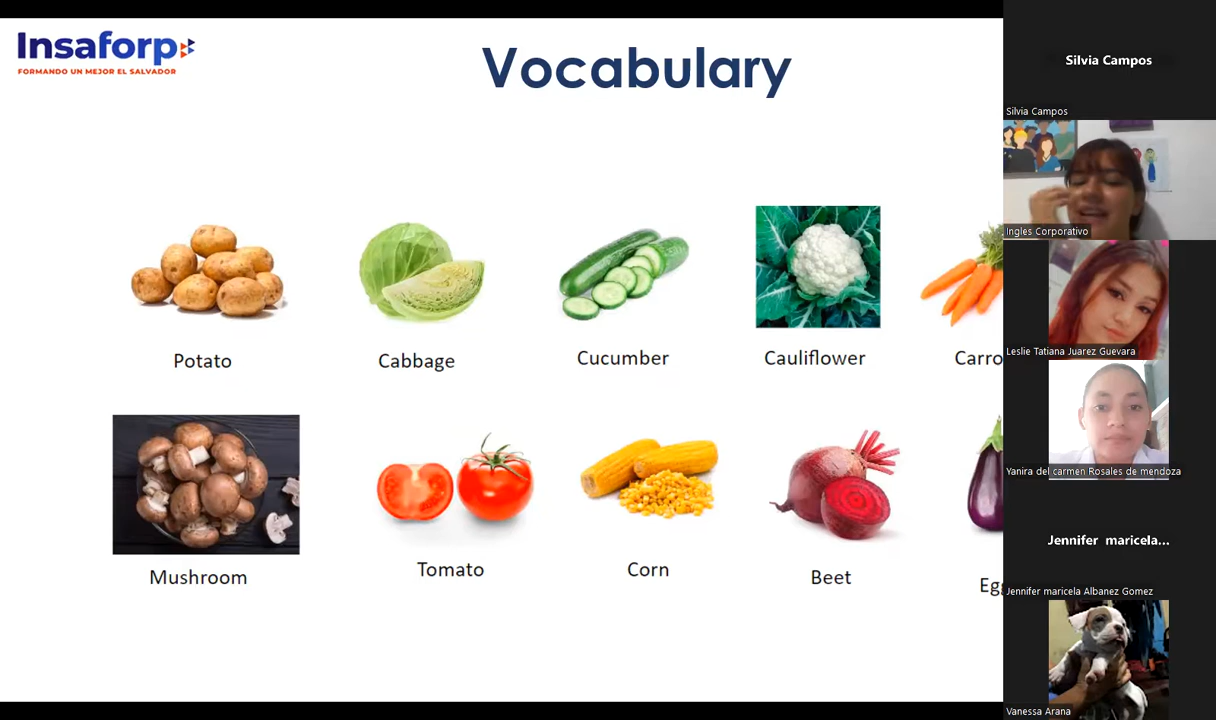 Insaforp
FORMANDO UN MEJOR EL SALVADOR
Vocabulary
Potato
Cabbage
Cucumber
Cauliflower
Carro
Mushroom
Tomato
Corn
Beet
Egg
Silvia Campos
Silvia Campos
Ingles Corporativo
Leslie Tatiana Juarez Guevara
Yanira del carmen Rosales de mendoza
Jennifer maricela...
Jennifer maricela Albanez Gomez
Vanessa Arana